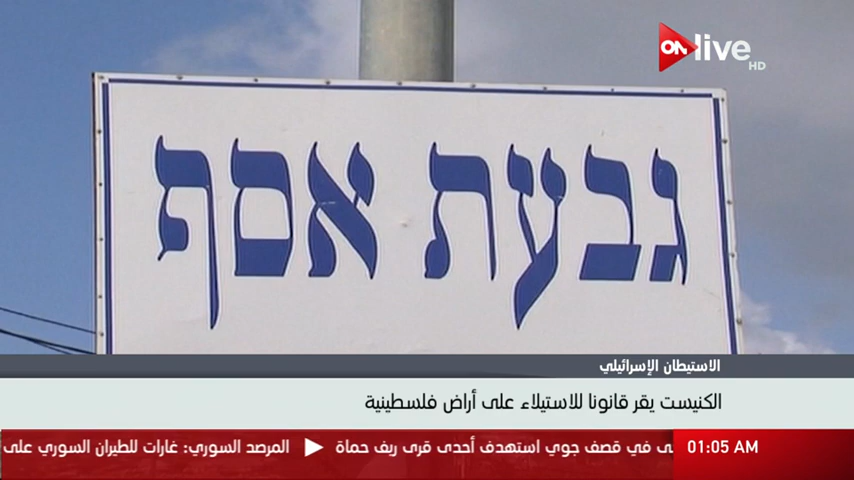 ON live
HD
גבעת אסף
الاستيطان الإسرائيلي
الكنيست يقر قانونا للاستيلاء على أراض فلسطينية
في قصف جوي استهدف أحدى قرى ريف حماة ▶ المرصد السوري: غارات للطيران السوري على
01:05 AM